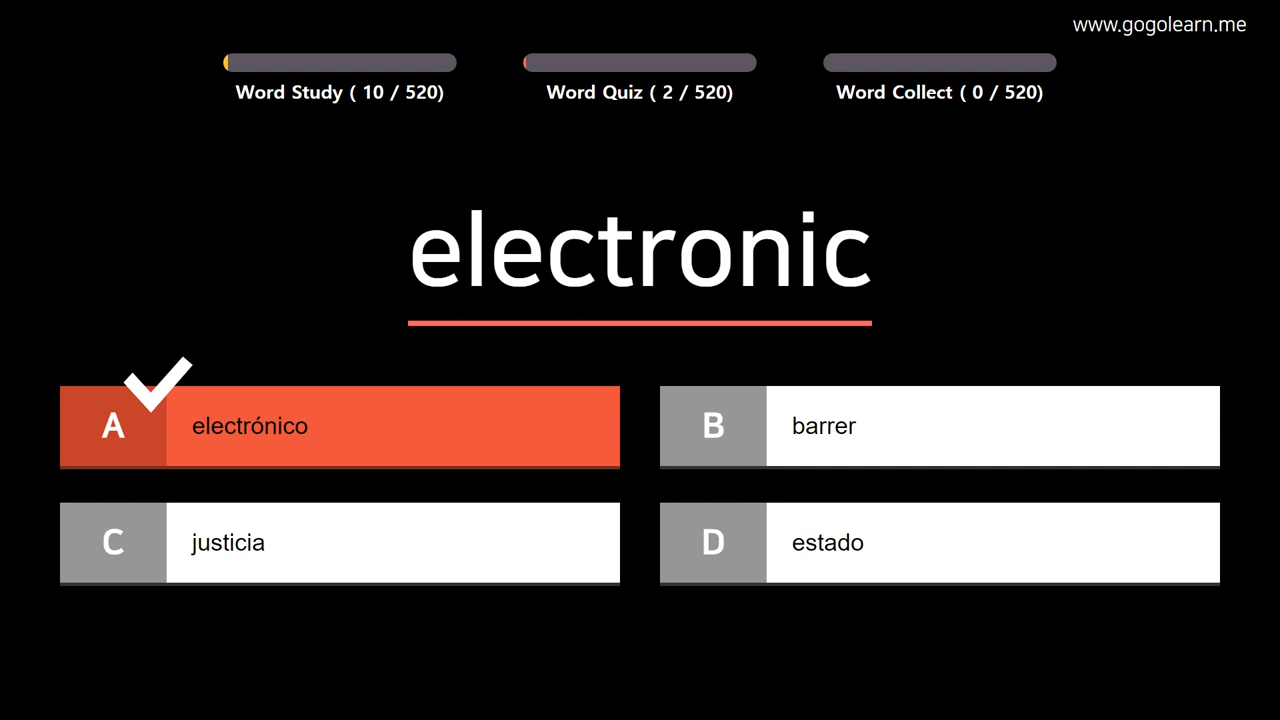 www.gogolearn.me
Word Study ( 10 / 520)
Word Quiz ( 2 / 520)
Word Collect ( 0 / 520)
electronic
A electrónico
B barrer
C justicia
D estado